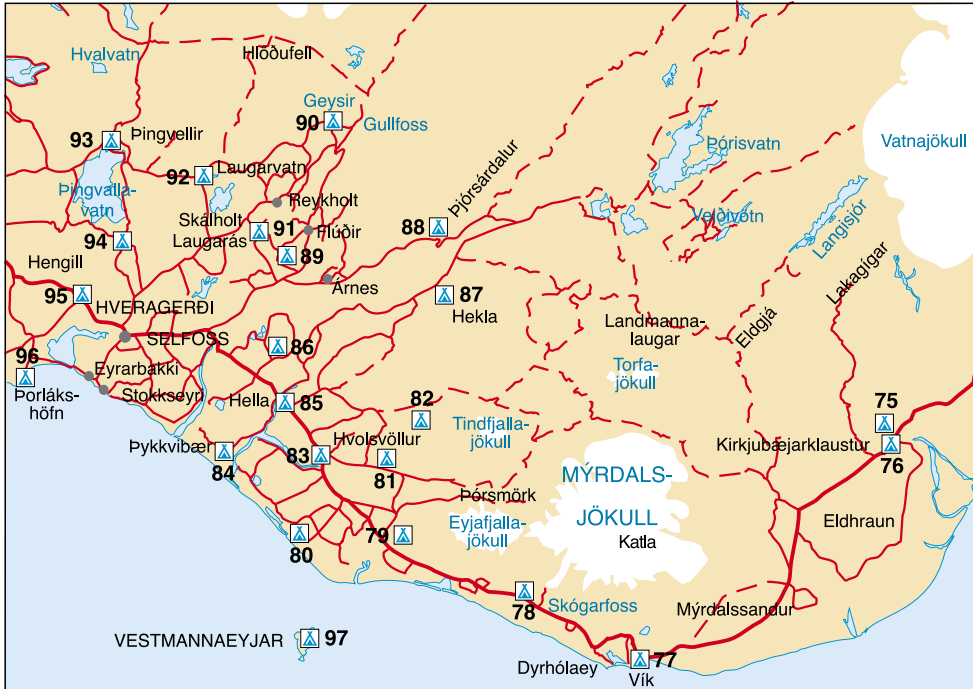 Hvalvatn
Hlöðufell
Geysir
90
Gullfoss
93
Þingvellir
Þórisvatn
Vatnajökull
92
Laugarvatn
Þingvalla-
vatn
Reykholt
Þjórsárdalur
Skálholt
91
Flúðir
88
Laugarás
94
89
Veiðivötn
Langisjór
Hengill
Árnes
95
HVERAGERÐI
87
Hekla
Lakagígar
Eldgjá
Landmanna-
laugar
SELFOSS
86
96
Eyrarbakki
Torfa-
jökull
Þorláks-
höfn
Stokkseyri
Hella
85
82
75
Tindfjalla-
jökull
Þykkvibær
84
83
Hvolsvöllur
81
Kirkjubæjarklaustur
76
MÝRDALS-
JÖKULL
Katla
Þórsmörk
Eyjafjalla-
jökull
Eldhraun
80
79
78
Skógarfoss
Mýrdalssandur
VESTMANNAEYJAR
97
Dyrhólaey
77
Vík